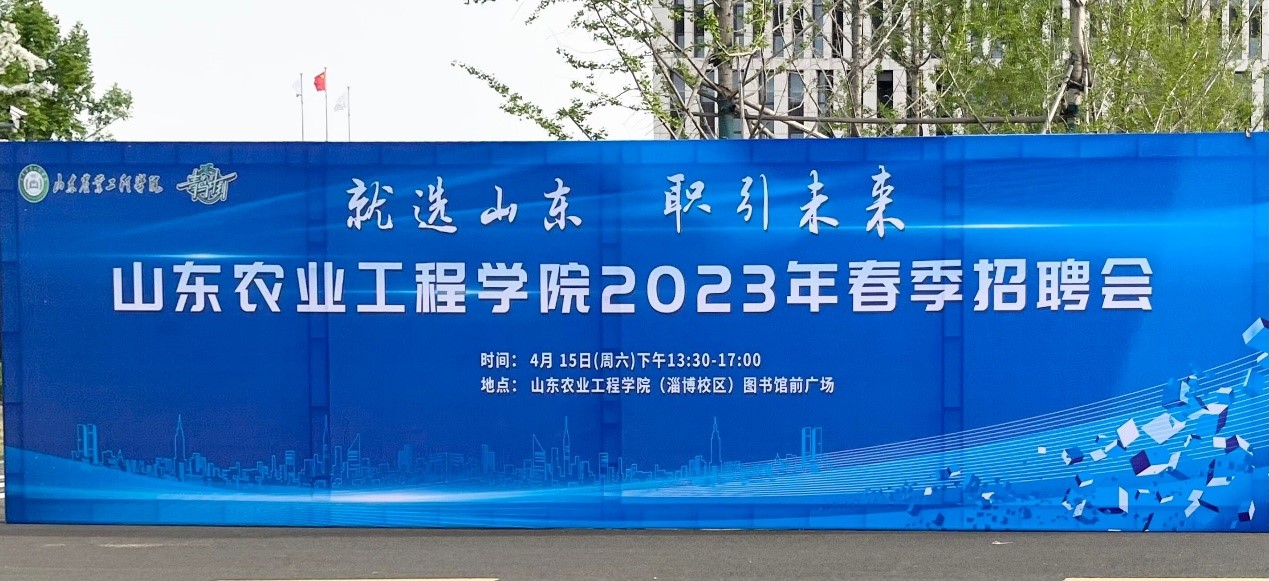 山东农业工程学院
就选山东 职引未来
山东农业工程学院2023年春季招聘会
时间： 4月 15日(周六)下午13:30-17:00
地点： 山东农业工程学院（淄博校区）图书馆前广场